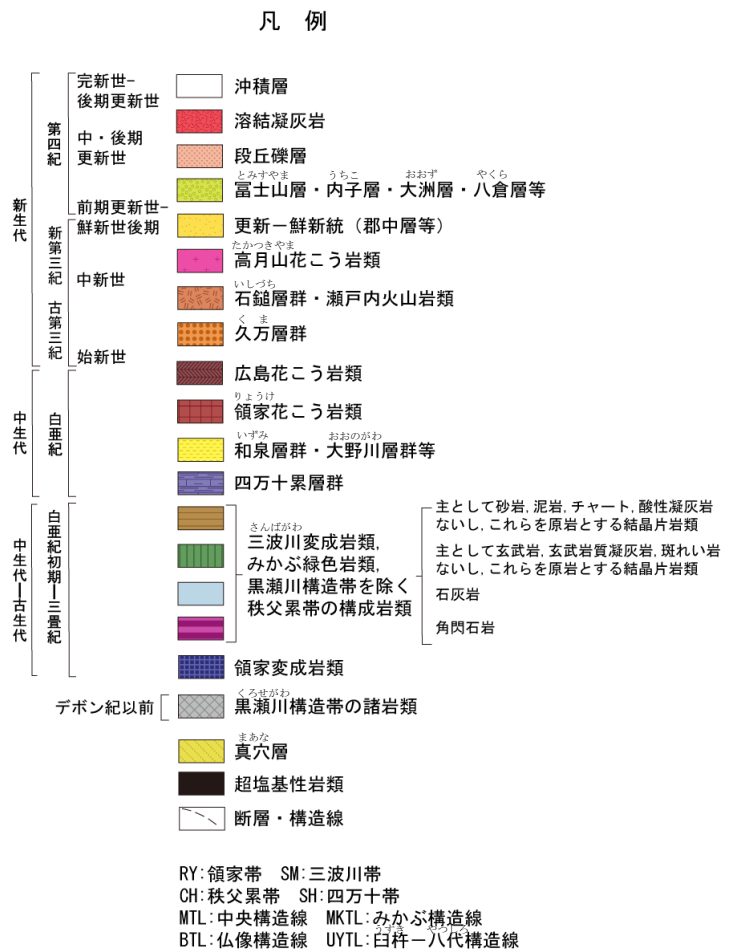 凡 例
新生代
中生代
中生代―古生代
第四紀
新第三紀
古第三紀
白亜紀
白亜紀初期―三畳紀
完新世−
後期更新世
中・後期
更新世
前期更新世−
鮮新世後期
中新世
始新世
デボン紀以前
沖積層
溶結凝灰岩
段丘礫層
とみすやま うちこ おおず やくら
冨士山層・内子層・大洲層・八倉層等
更新−鮮新統（郡中層等）
たかつきやま
高月山花こう岩類
いしづち
石鎚層群・瀬戸内火山岩類
くま
久万層群
広島花こう岩類
りょうけ
領家花こう岩類
いずみ おおのがわ
和泉層群・大野川層群等
四万十累層群
さんばがわ
三波川変成岩類,
みかぶ緑色岩類,
黒瀬川構造帯を除く
秩父累帯の構成岩類
主として砂岩, 泥岩, チャート, 酸性凝灰岩
ないし, これらを原岩とする結晶片岩類
主として玄武岩, 玄武岩質凝灰岩, 斑れい岩
ないし, これらを原岩とする結晶片岩類
石灰岩
角閃石岩
領家変成岩類
くろせがわ
黒瀬川構造帯の諸岩類
まあな
真穴層
超塩基性岩類
断層・構造線
RY:領家帯 SM:三波川帯
CH:秩父累帯 SH:四万十帯
MTL:中央構造線 MKTL:みかぶ構造線
うすき やつしろ
BTL:仏像構造線 UYTL:臼杵−八代構造線